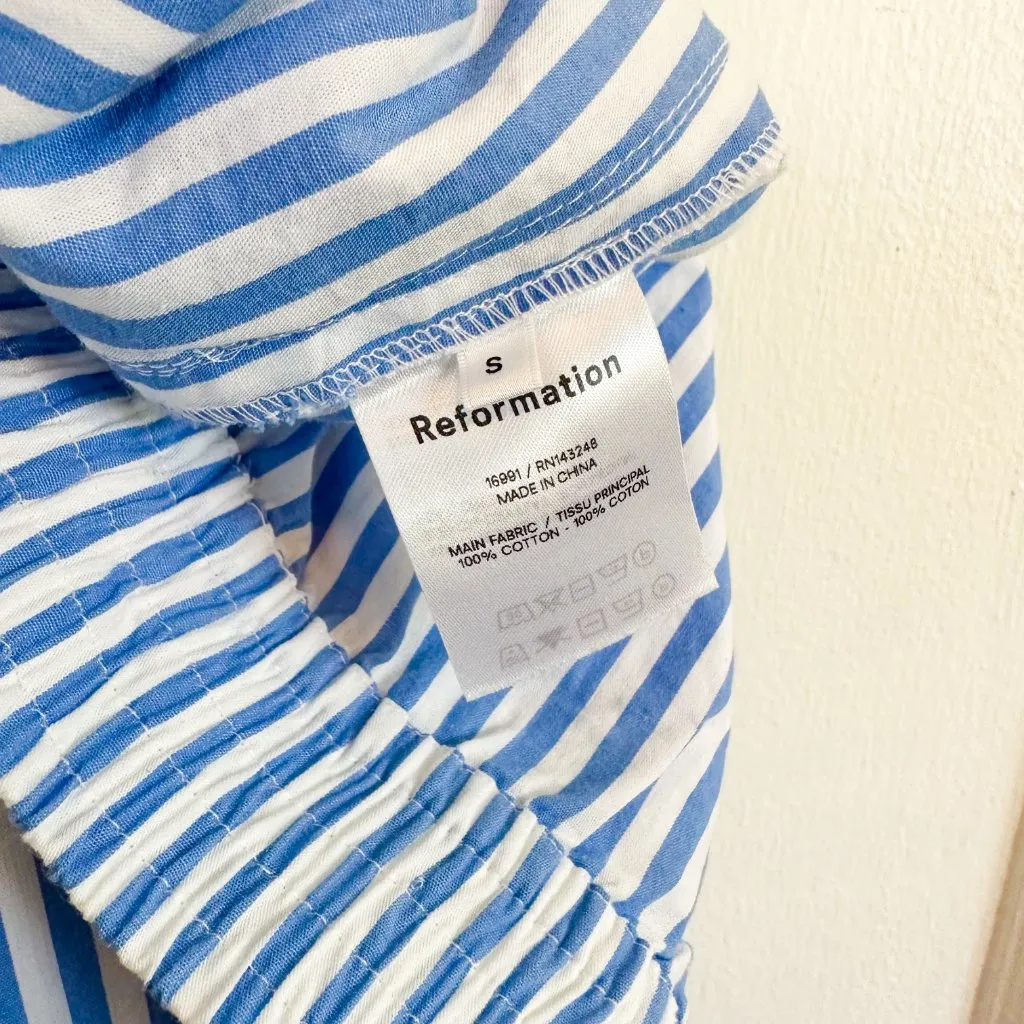 S
Reformation
16991 / RN143248
MADE IN CHINA
MAIN FABRIC / TISSU PRINCIPAL
100% COTTON - 100% COTON